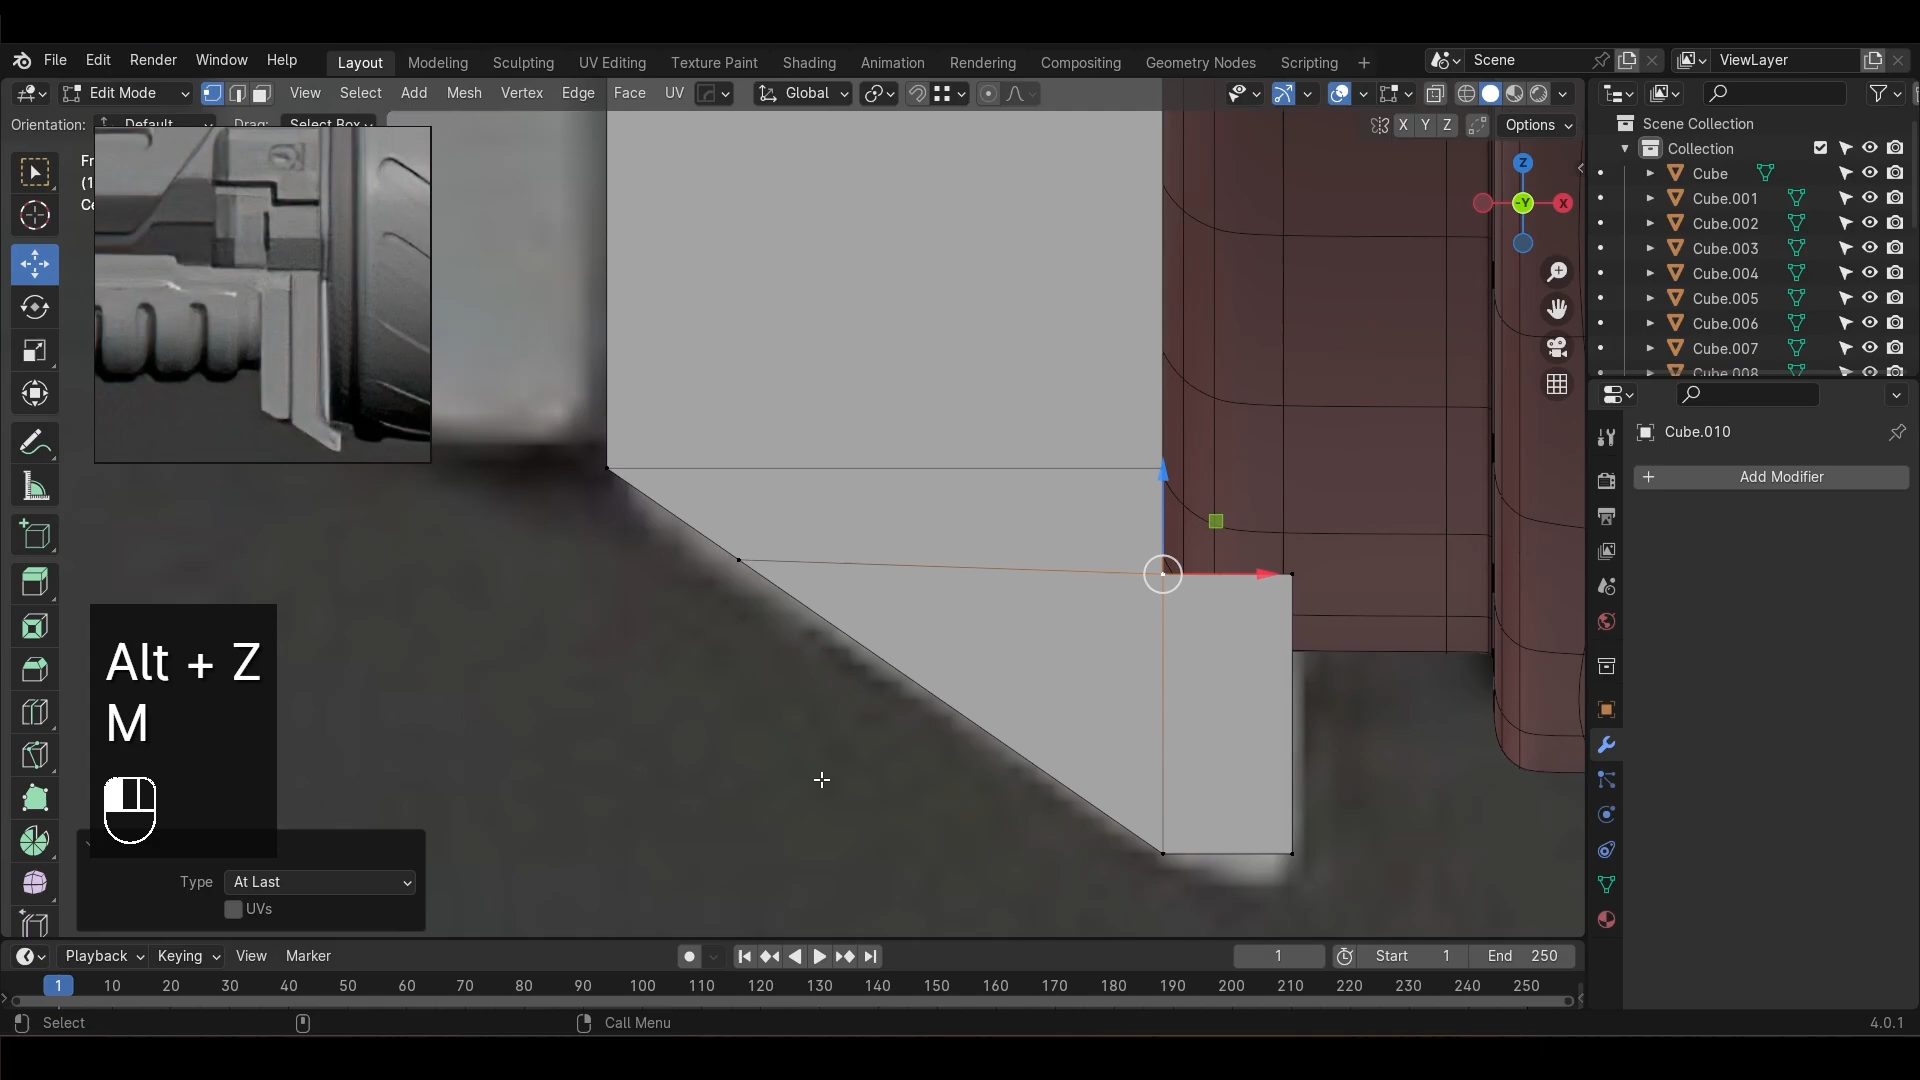 File Edit Render Window Help Layout Modeling Sculpting UV Editing Texture Paint Shading Animation Rendering Compositing Geometry Nodes Scripting + Scene ViewLayer
Edit Mode View Select Add Mesh Vertex Edge Face UV Global
Orientation: Default Drag: Select Box X Y Z Options
Fr
(1
Ce
Z
-Y X
Scene Collection
Collection
Cube
Cube.001
Cube.002
Cube.003
Cube.004
Cube.005
Cube.006
Cube.007
Cube.008
Cube.010
+ Add Modifier
Alt + Z
M
Type At Last
UVs
Playback Keying View Marker 1 Start 1 End 250
1 10 20 30 40 50 60 70 80 90 100 110 120 130 140 150 160 170 180 190 200 210 220 230 240 250
Select Call Menu 4.0.1